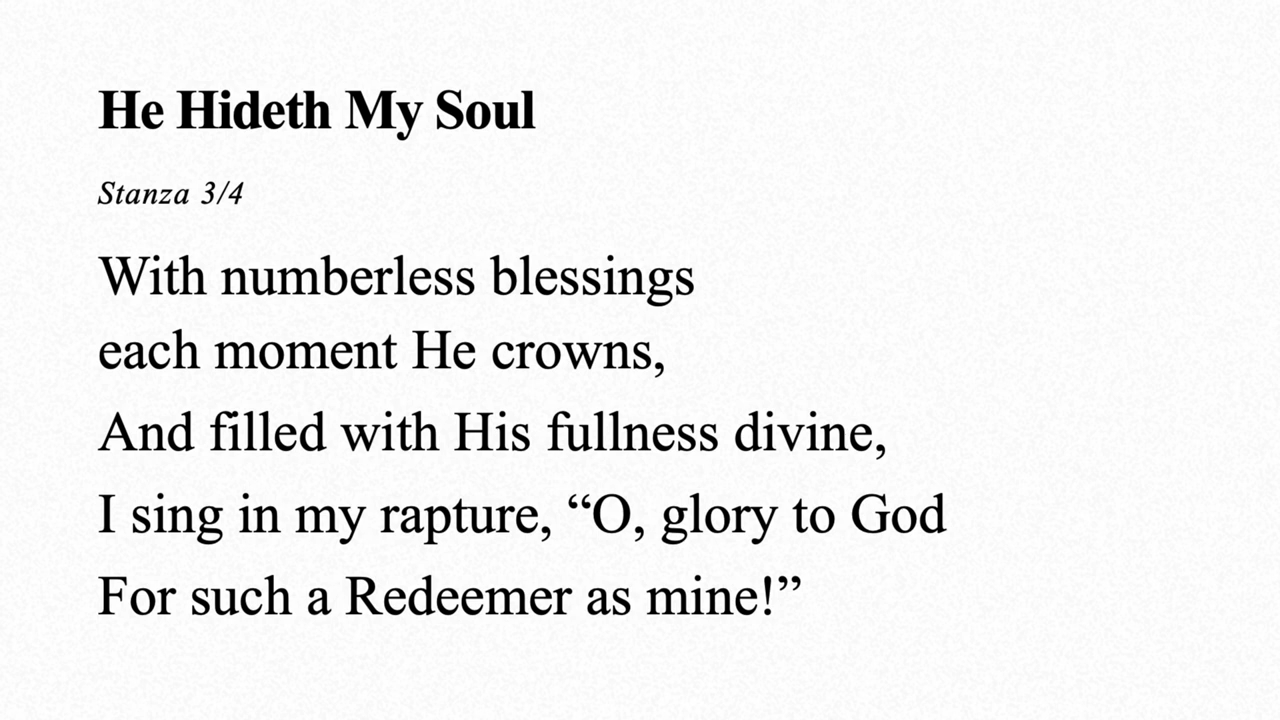 He Hideth My Soul
Stanza 3/4
With numberless blessings
each moment He crowns,
And filled with His fullness divine,
I sing in my rapture, “O, glory to God
For such a Redeemer as mine!”